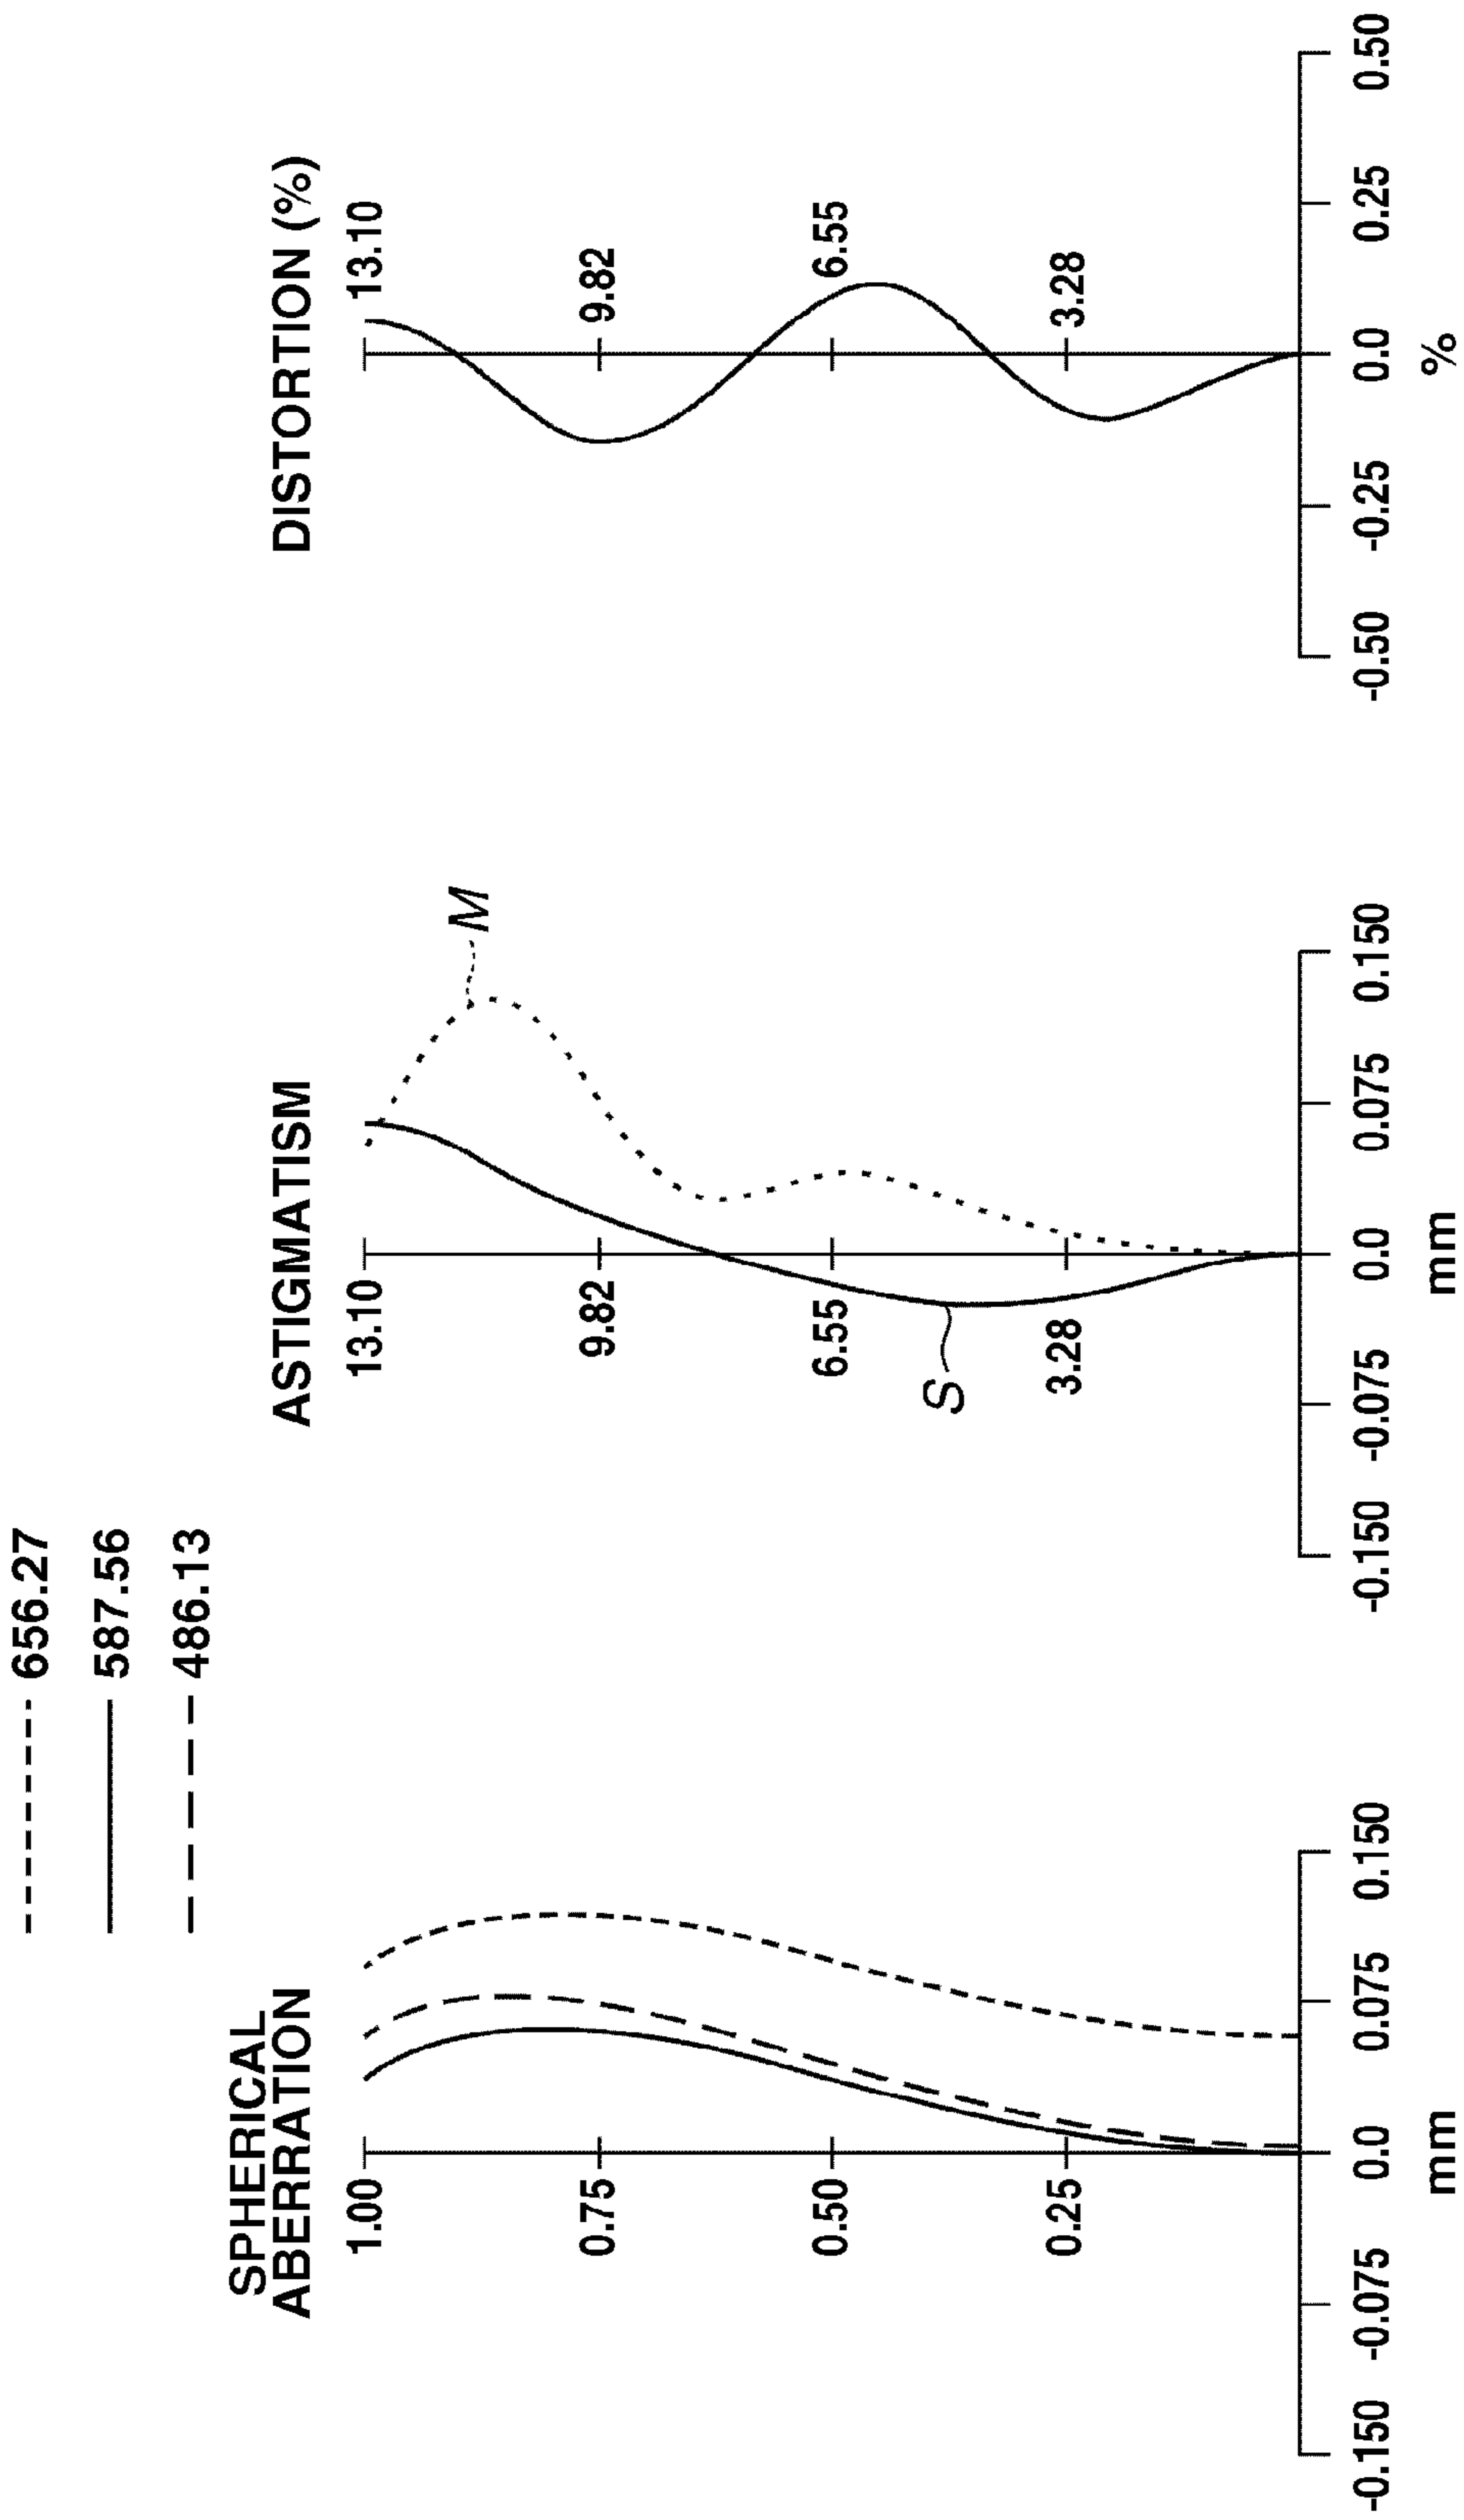 656.27
587.56
486.13
SPHERICAL
ABERRATION
1.00
0.75
0.50
0.25
-0.150 -0.075 0.0 0.075 0.150
mm
ASTIGMATISM
13.10
M
9.82
6.55
S
3.28
-0.150 -0.075 0.0 0.075 0.150
mm
DISTORTION (%)
13.10
9.82
6.55
3.28
-0.50 -0.25 0.0 0.25 0.50
%